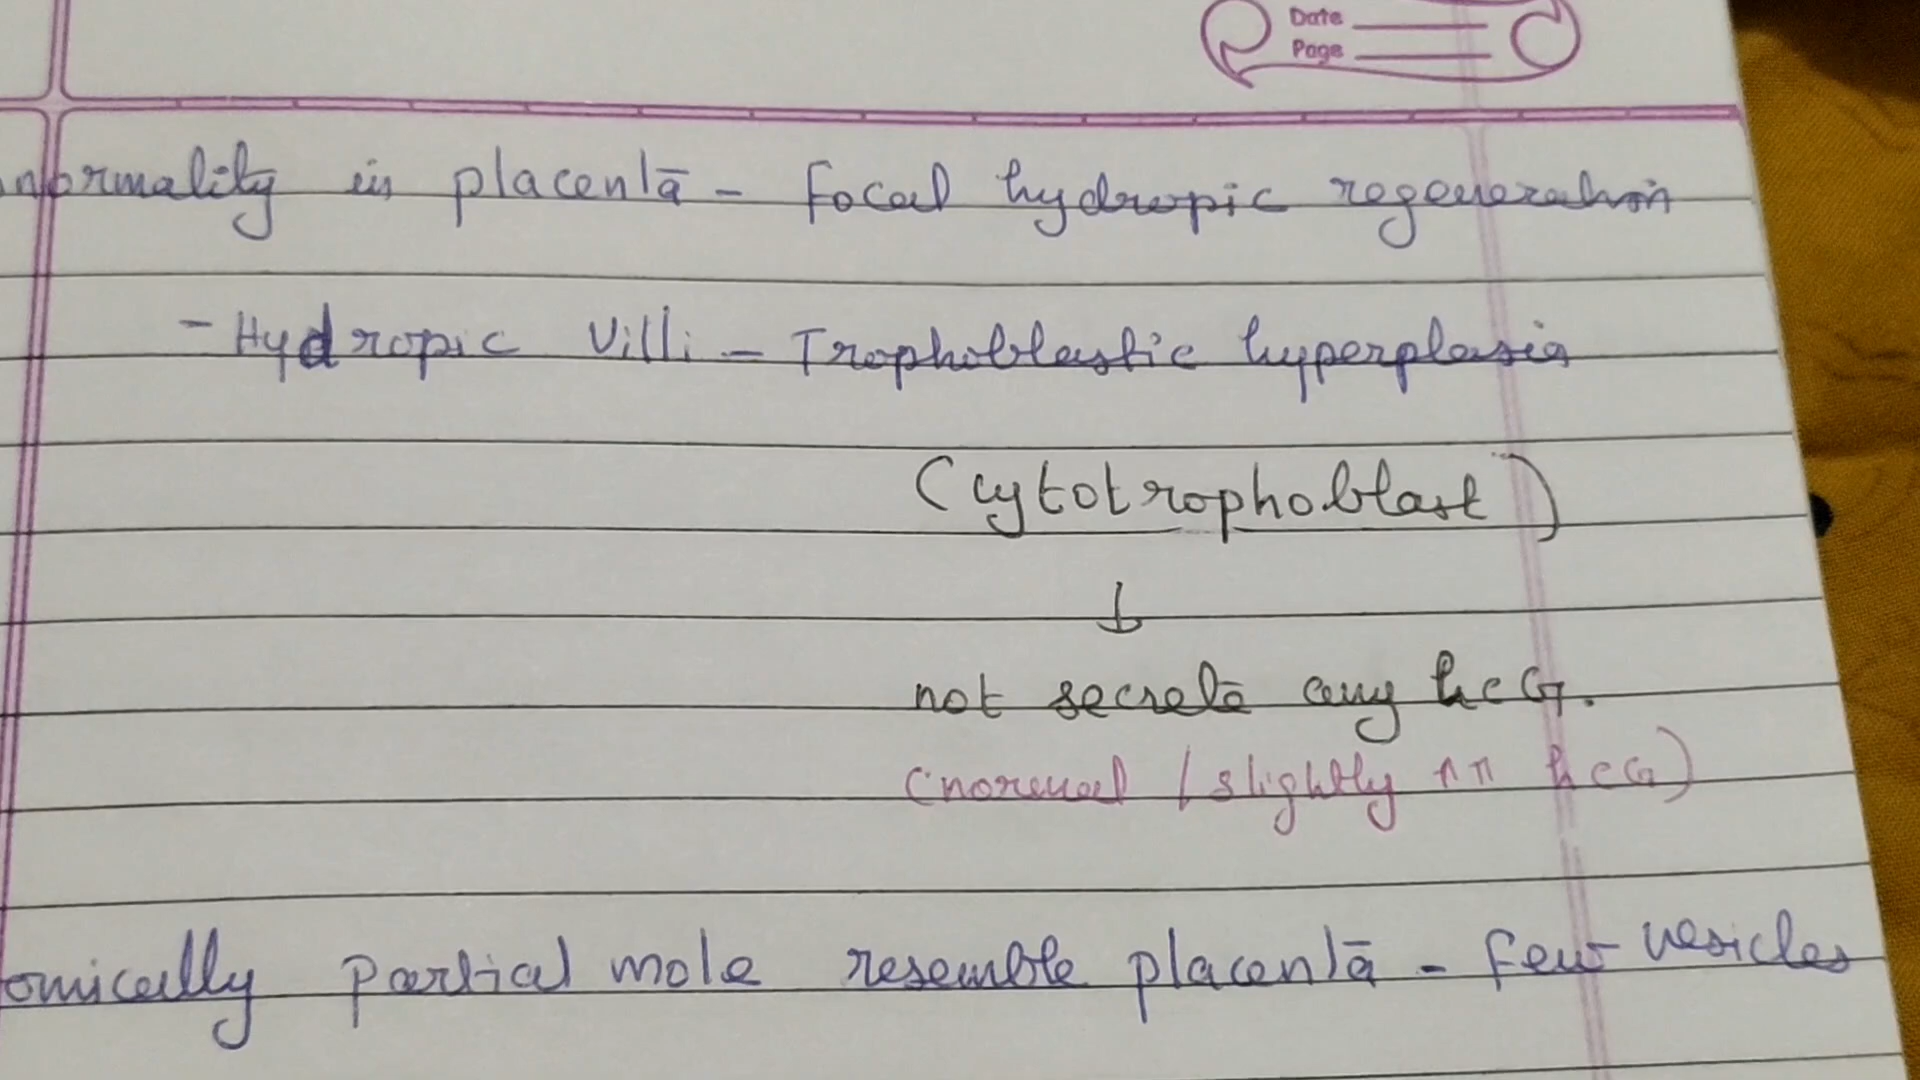 Date
Page
normality in placenta - Focal hydropic regeneration
- Hydropic Villi - Trophoblastic hyperplasia
(cytotrophoblast)
↓
not secrete any hcG.
(normal / slightly ↑↑ hcG)
omically partial mole resemble placenta - few vesicles